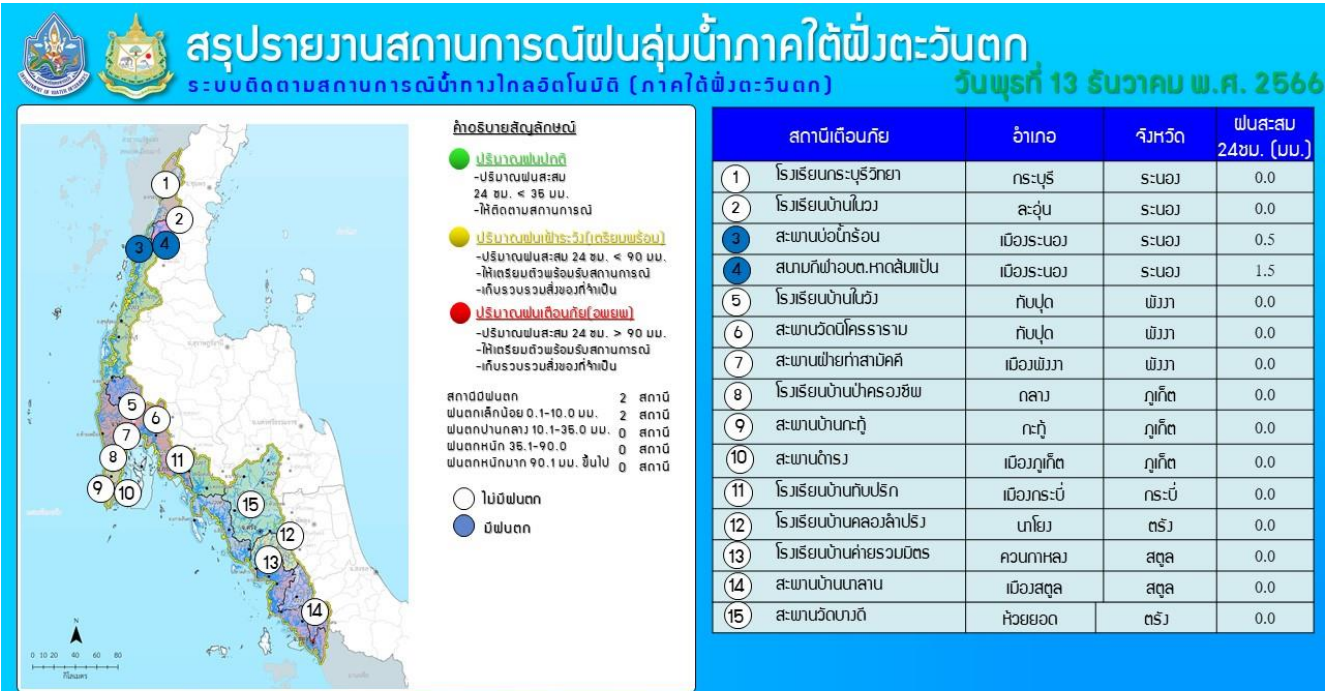 สรุปรายงานสถานการณ์ฝนลุ่มน้ำภาคใต้ฝั่งตะวันตก
ระบบติดตามสถานการณ์น้ำทางไกลอัตโนมัติ (ภาคใต้ฝั่งตะวันตก)
วันพุธที่ 13 ธันวาคม พ.ศ. 2566
คำอธิบายสัญลักษณ์
ปริมาณฝนปกติ
-ปริมาณฝนสะสม
24 ชม. < 35 มม.
-ให้ติดตามสถานการณ์
ปริมาณฝนเฝ้าระวัง(เตรียมพร้อม)
-ปริมาณฝนสะสม 24 ชม. < 90 มม.
-ให้เตรียมตัวพร้อมรับสถานการณ์
-เก็บรวบรวมสิ่งของที่จำเป็น
ปริมาณฝนเตือนภัย(อพยพ)
-ปริมาณฝนสะสม 24 ชม. > 90 มม.
-ให้เตรียมตัวพร้อมรับสถานการณ์
-เก็บรวบรวมสิ่งของที่จำเป็น
สถานีมีฝนตก 2 สถานี
ฝนตกเล็กน้อย 0.1-10.0 มม. 2 สถานี
ฝนตกปานกลาง 10.1-35.0 มม. 0 สถานี
ฝนตกหนัก 35.1-90.0 0 สถานี
ฝนตกหนักมาก 90.1 มม. ขึ้นไป 0 สถานี
ไม่มีฝนตก
มีฝนตก
1
2
3 4
5
6
7
8
11
9 10
15
12
13
14
N
0 10 20 40 60 80
กิโลเมตร
สถานีเตือนภัย อำเภอ จังหวัด ฝนสะสม
24ชม. (มม.)
1 โรงเรียนกระบุรีวิทยา กระบุรี ระนอง 0.0
2 โรงเรียนบ้านในวง ละอุ่น ระนอง 0.0
3 สะพานบ่อน้ำร้อน เมืองระนอง ระนอง 0.5
4 สนามกีฬาอบต.หาดส้มแป้น เมืองระนอง ระนอง 1.5
5 โรงเรียนบ้านในวัง ทับปุด พังงา 0.0
6 สะพานวัดนิโครธาราม ทับปุด พังงา 0.0
7 สะพานฝ่ายท่าสามัคคี เมืองพังงา พังงา 0.0
8 โรงเรียนบ้านป่าครองชีพ ถลาง ภูเก็ต 0.0
9 สะพานบ้านกะทู้ กะทู้ ภูเก็ต 0.0
10 สะพานดำรง เมืองภูเก็ต ภูเก็ต 0.0
11 โรงเรียนบ้านทับปริก เมืองกระบี่ กระบี่ 0.0
12 โรงเรียนบ้านคลองลำปริง นาโยง ตรัง 0.0
13 โรงเรียนบ้านค่ายรวมมิตร ควนกาหลง สตูล 0.0
14 สะพานบ้านนาลาน เมืองสตูล สตูล 0.0
15 สะพานวัดบางดี ห้วยยอด ตรัง 0.0